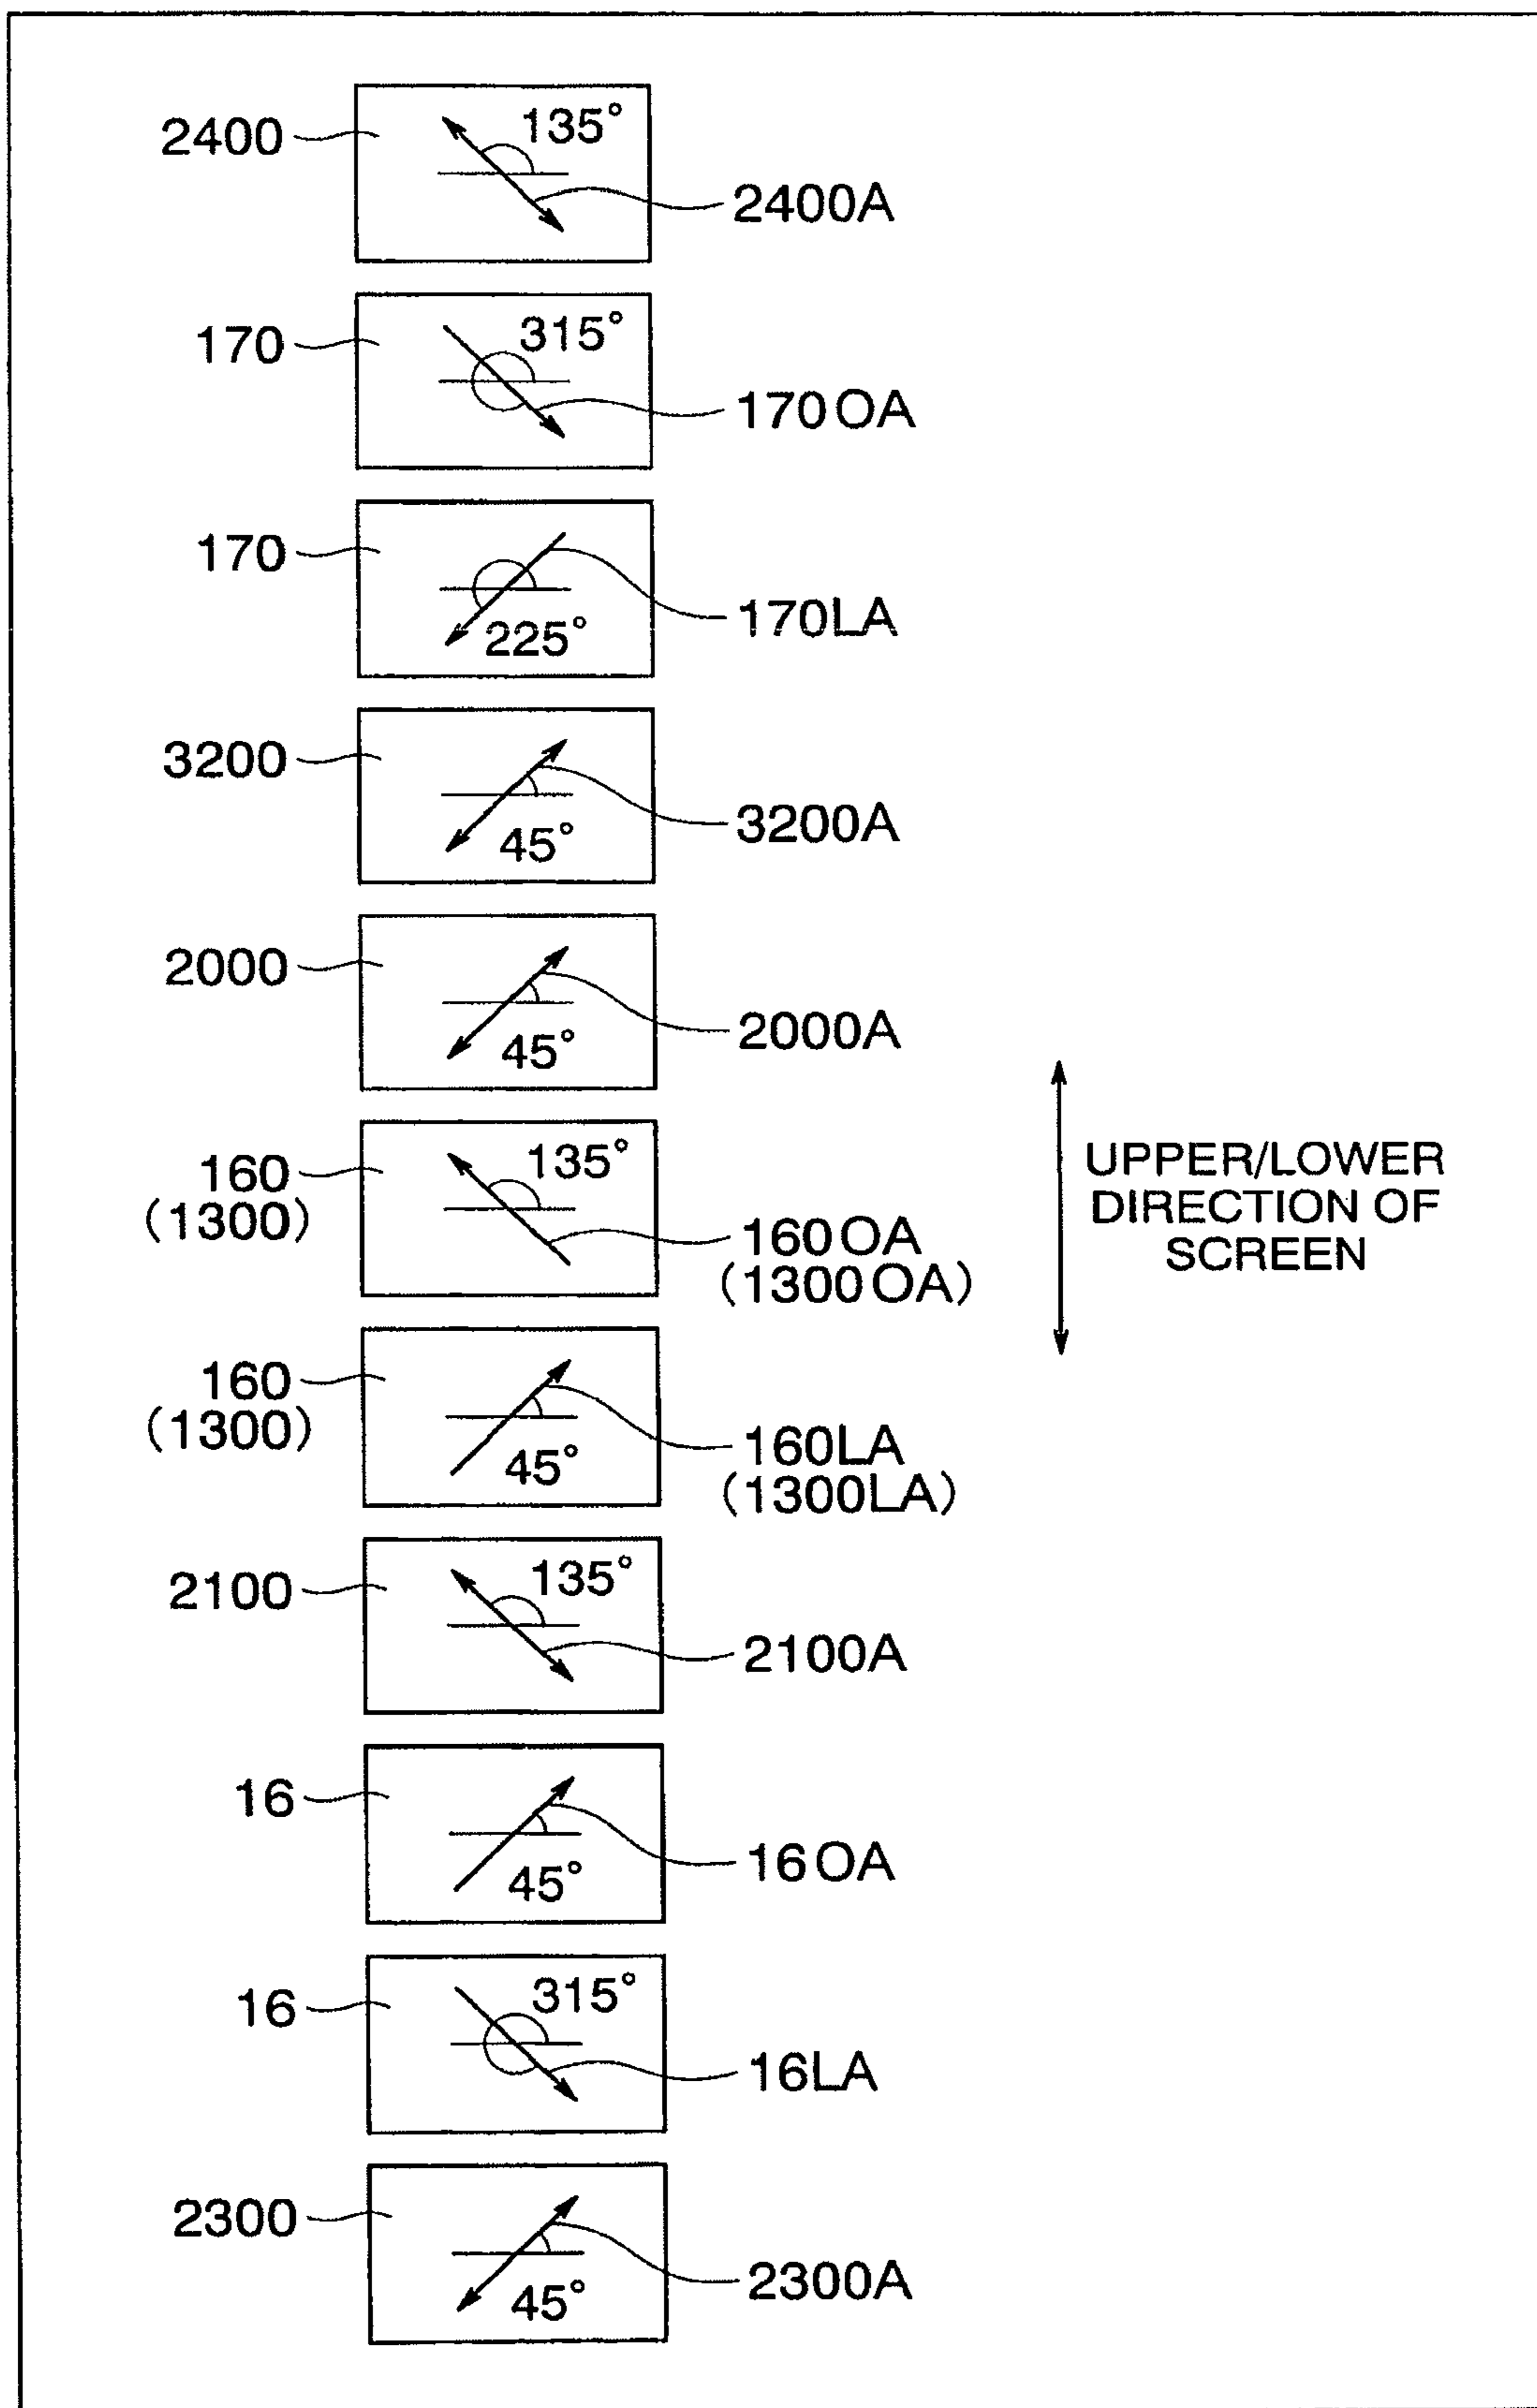 2400
135°
2400A
170
315°
170OA
170
225°
170LA
3200
45°
3200A
2000
45°
2000A
160
(1300)
135°
160OA
(1300OA)
160
(1300)
45°
160LA
(1300LA)
UPPER/LOWER
DIRECTION OF
SCREEN
2100
135°
2100A
16
45°
16OA
16
315°
16LA
2300
45°
2300A